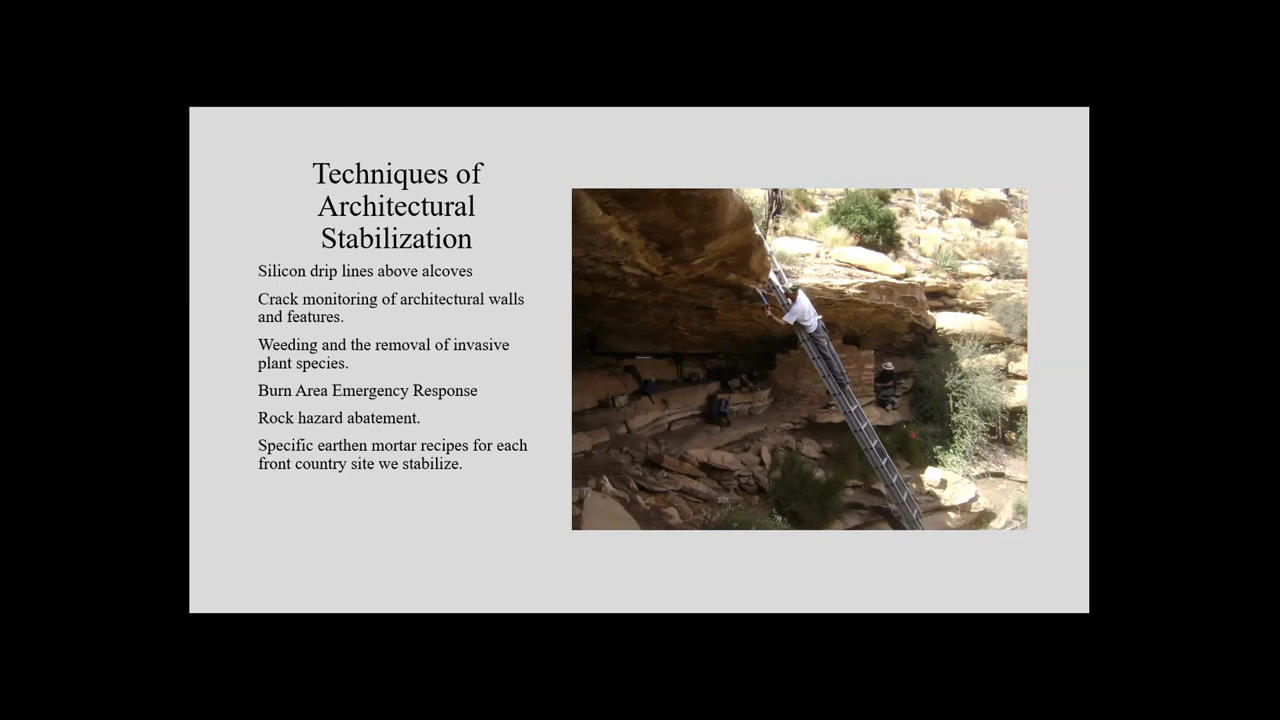 Techniques of
Architectural
Stabilization
Silicon drip lines above alcoves
Crack monitoring of architectural walls
and features.
Weeding and the removal of invasive
plant species.
Burn Area Emergency Response
Rock hazard abatement.
Specific earthen mortar recipes for each
front country site we stabilize.